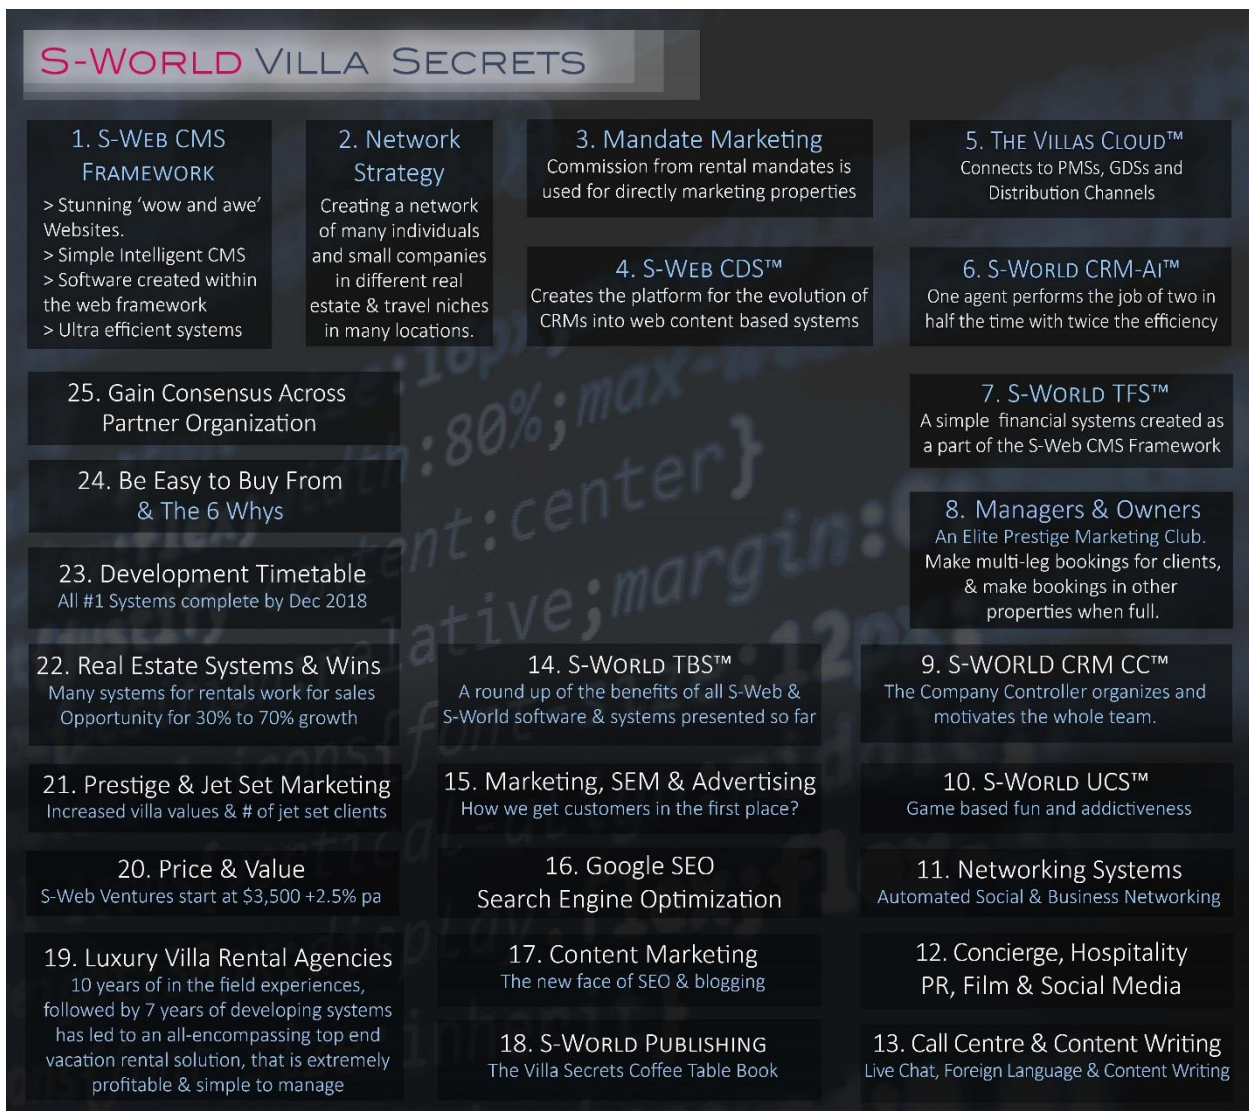 S-World Villa Secrets
1. S-Web CMS
Framework
> Stunning ‘wow and awe’
Websites.
> Simple Intelligent CMS
> Software created within
the web framework
> Ultra efficient systems
2. Network
Strategy
Creating a network
of many individuals
and small companies
in different real
estate & travel niches
in many locations.
3. Mandate Marketing
Commission from rental mandates is
used for directly marketing properties
4. S-Web CDS™
Creates the platform for the evolution of
CRMs into web content based systems
5. The Villas Cloud™
Connects to PMSs, GDSs and
Distribution Channels
6. S-World CRM-Ai™
One agent performs the job of two in
half the time with twice the efficiency
7. S-World TFS™
A simple financial systems created as
a part of the S-Web CMS Framework
8. Managers & Owners
An Elite Prestige Marketing Club.
Make multi-leg bookings for clients,
& make bookings in other
properties when full.
9. S-WORLD CRM CC™
The Company Controller organizes and
motivates the whole team.
10. S-World UCS™
Game based fun and addictiveness
11. Networking Systems
Automated Social & Business Networking
12. Concierge, Hospitality
PR, Film & Social Media
13. Call Centre & Content Writing
Live Chat, Foreign Language & Content Writing
14. S-World TBS™
A round up of the benefits of all S-Web &
S-World software & systems presented so far
15. Marketing, SEM & Advertising
How we get customers in the first place?
16. Google SEO
Search Engine Optimization
17. Content Marketing
The new face of SEO & blogging
18. S-World Publishing
The Villa Secrets Coffee Table Book
19. Luxury Villa Rental Agencies
10 years of in the field experiences,
followed by 7 years of developing systems
has led to an all-encompassing top end
vacation rental solution, that is extremely
profitable & simple to manage
20. Price & Value
S-Web Ventures start at $3,500 +2.5% pa
21. Prestige & Jet Set Marketing
Increased villa values & # of jet set clients
22. Real Estate Systems & Wins
Many systems for rentals work for sales
Opportunity for 30% to 70% growth
23. Development Timetable
All #1 Systems complete by Dec 2018
24. Be Easy to Buy From
& The 6 Whys
25. Gain Consensus Across
Partner Organization